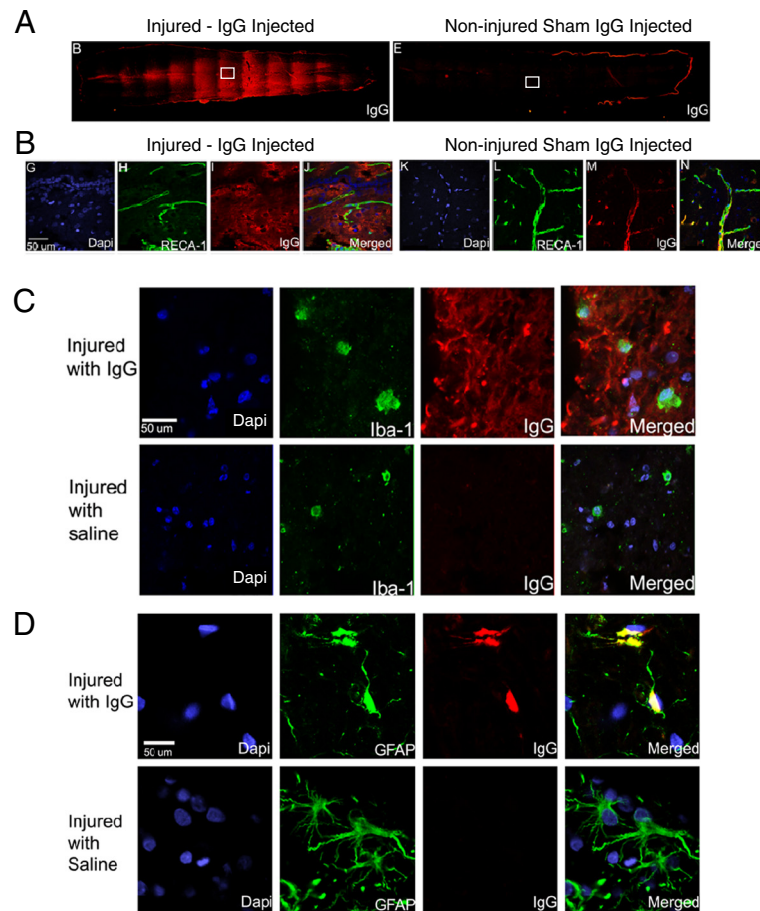 A
Injured - IgG Injected
Non-injured Sham IgG Injected
B
IgG
E
IgG
B
Injured - IgG Injected
Non-injured Sham IgG Injected
G
50 um
Dapi
H
RECA-1
I
IgG
J
Merged
K
Dapi
L
RECA-1
M
IgG
N
Merge
C
Injured
with IgG
50 um
Dapi
Iba-1
IgG
Merged
Injured
with
saline
Dapi
Iba-1
IgG
Merged
D
Injured
with IgG
50 um
Dapi
GFAP
IgG
Merged
Injured
with
Saline
Dapi
GFAP
IgG
Merged